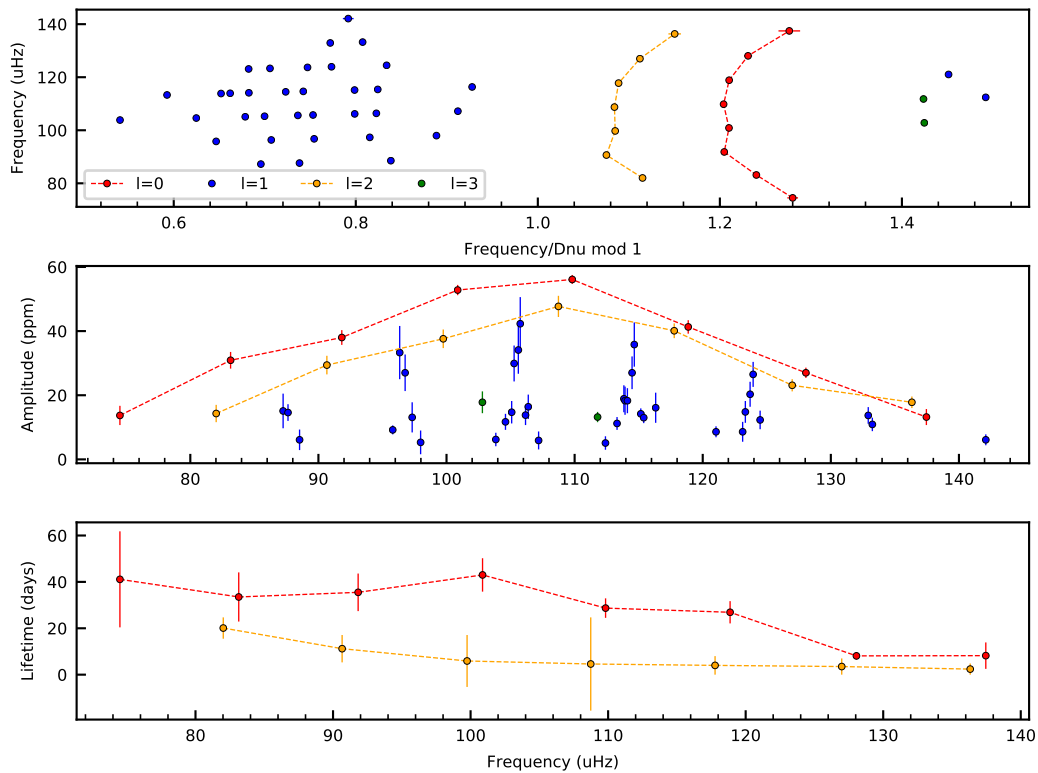 140
120
100
80
Frequency (uHz)
l=0 l=1 l=2 l=3
0.6 0.8 1.0 1.2 1.4
Frequency/Dnu mod 1
60
40
20
0
Amplitude (ppm)
80 90 100 110 120 130 140
60
40
20
0
Lifetime (days)
80 90 100 110 120 130 140
Frequency (uHz)